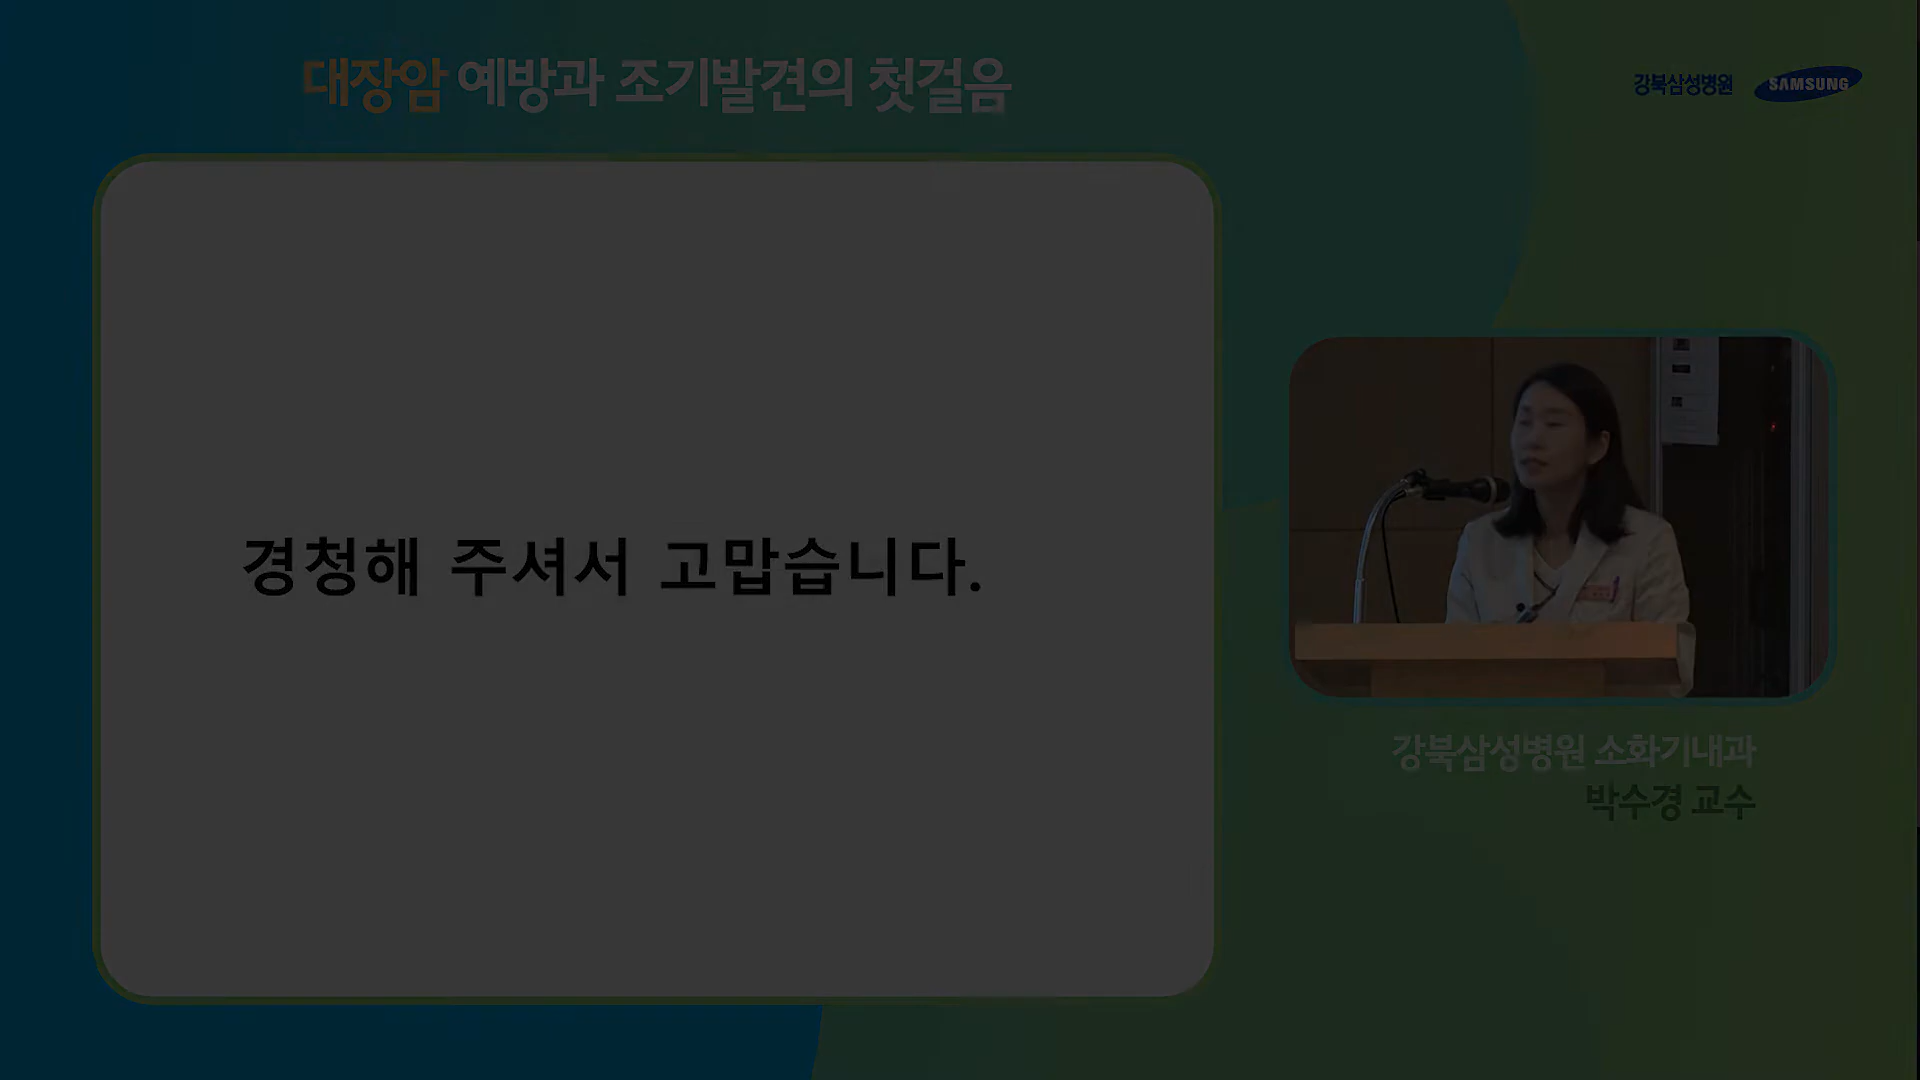 대장암 예방과 조기발견의 첫걸음
강북삼성병원 SAMSUNG
경청해 주셔서 고맙습니다.
강북삼성병원 소화기내과
박수경 교수